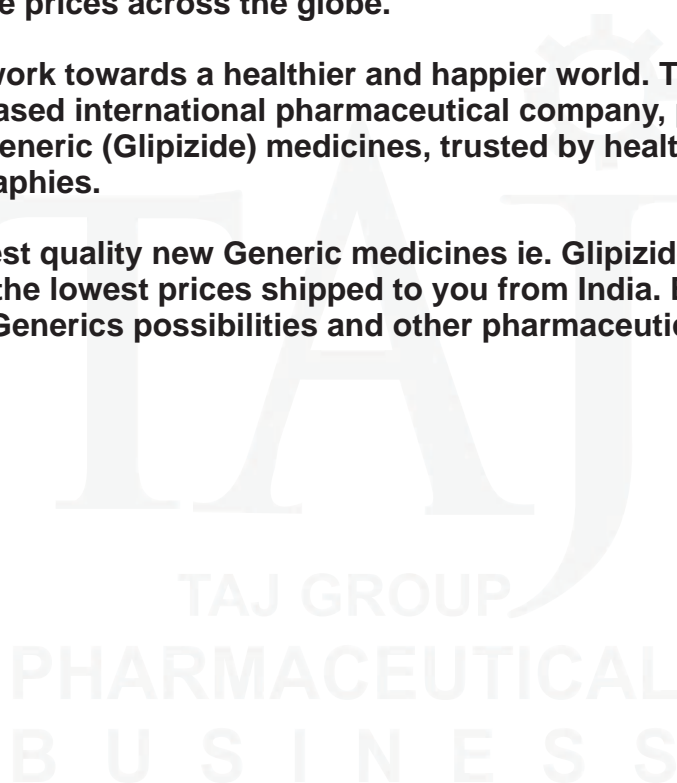 e prices across the globe.
work towards a healthier and happier world. T
ased international pharmaceutical company, p
eneric (Glipizide) medicines, trusted by healt
aphies.
est quality new Generic medicines ie. Glipizid
the lowest prices shipped to you from India.
Generics possibilities and other pharmaceutic
TAJ
TAJ GROUP
PHARMACEUTICAL
BUSINESS